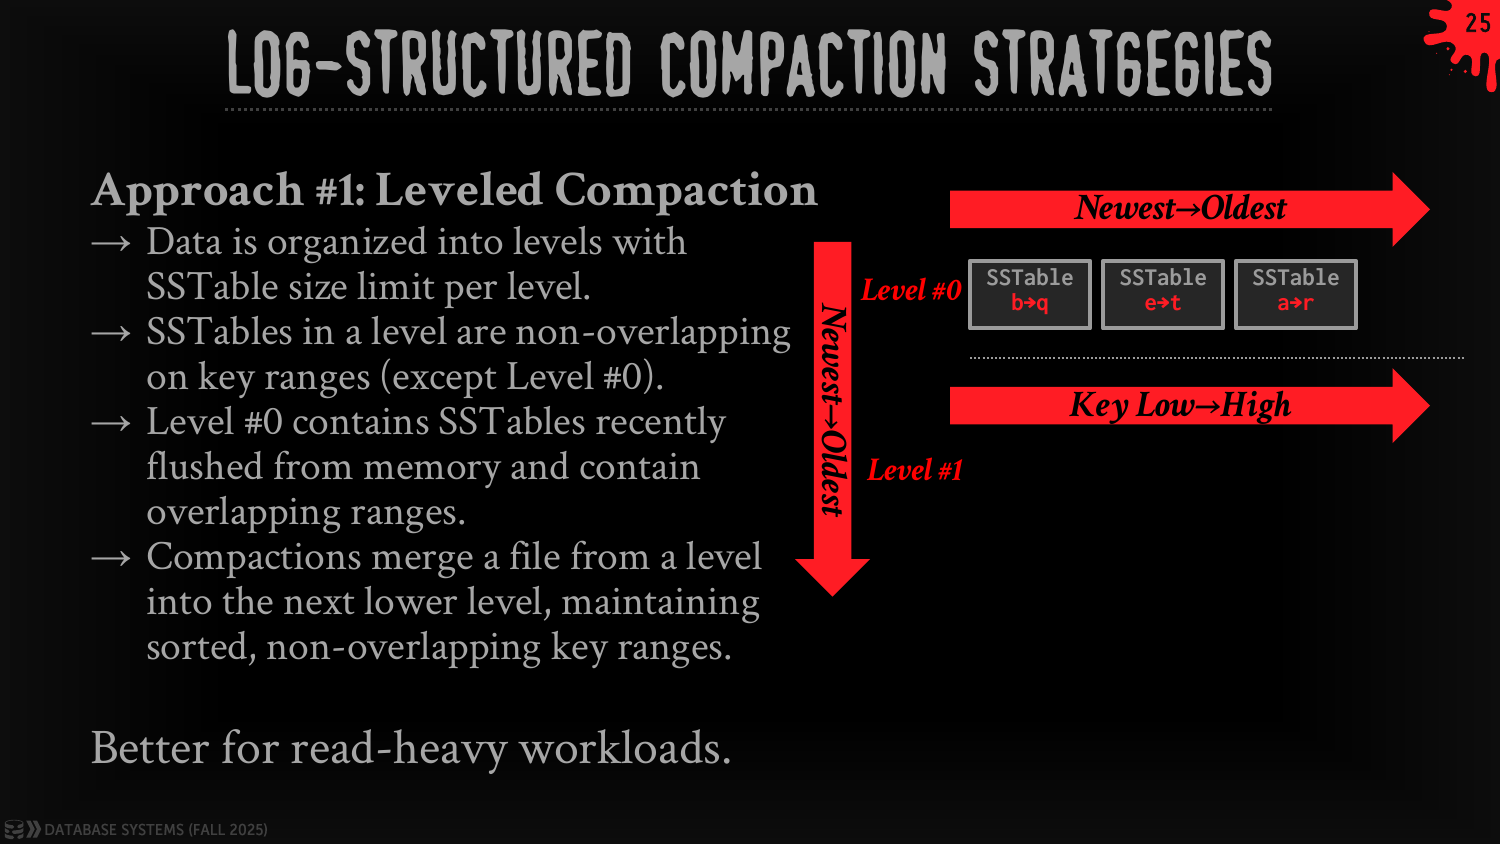 25
LOG-STRUCTURED COMPACTION STRATGEGIES
Approach #1: Leveled Compaction
→ Data is organized into levels with
SSTable size limit per level.
→ SSTables in a level are non-overlapping
on key ranges (except Level #0).
→ Level #0 contains SSTables recently
flushed from memory and contain
overlapping ranges.
→ Compactions merge a file from a level
into the next lower level, maintaining
sorted, non-overlapping key ranges.
Better for read-heavy workloads.
Newest→Oldest
Newest→Oldest
Level #0
SSTable
b→q
SSTable
e→t
SSTable
a→r
Key Low→High
Level #1
DATABASE SYSTEMS (FALL 2025)